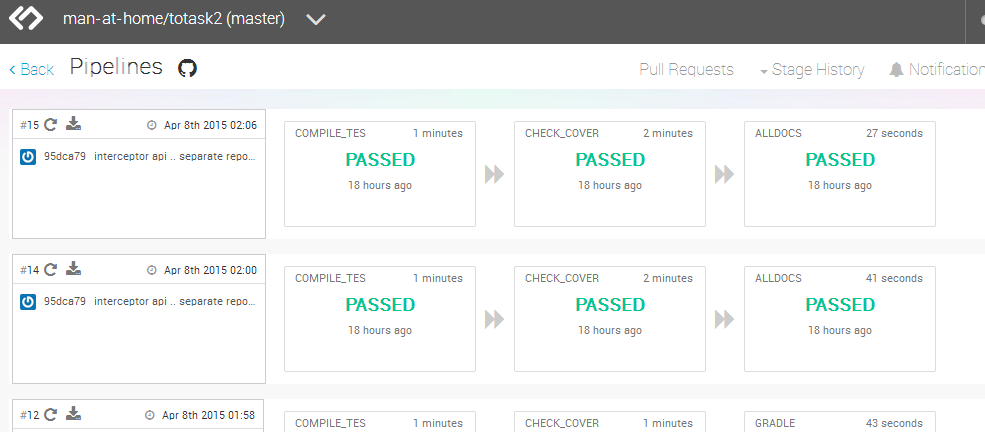 man-at-home/totask2 (master)
Back Pipelines Pull Requests Stage History Notification
#15 Apr 8th 2015 02:06
95dca79 interceptor api .. separate repo...
COMPILE_TES 1 minutes
PASSED
18 hours ago
CHECK_COVER 2 minutes
PASSED
18 hours ago
ALLDOCS 27 seconds
PASSED
18 hours ago
#14 Apr 8th 2015 02:00
95dca79 interceptor api .. separate repo...
COMPILE_TES 1 minutes
PASSED
18 hours ago
CHECK_COVER 2 minutes
PASSED
18 hours ago
ALLDOCS 41 seconds
PASSED
18 hours ago
#12 Apr 8th 2015 01:58
COMPILE_TES 1 minutes
CHECK_COVER 1 minutes
GRADLE 43 seconds